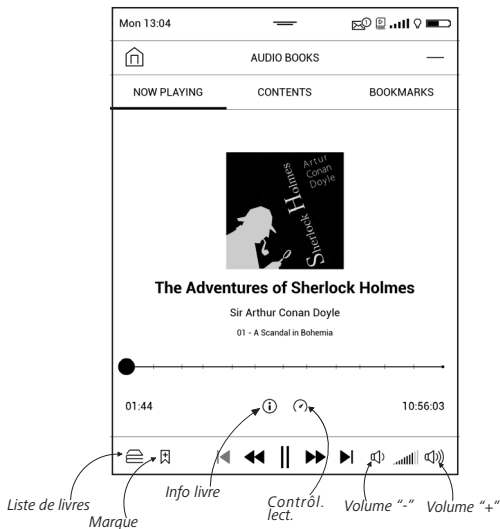 Mon 13:04
AUDIO BOOKS
NOW PLAYING CONTENTS BOOKMARKS
Artur
Conan
Doyle
Sherlock Holmes
The Adventures of Sherlock Holmes
Sir Arthur Conan Doyle
01 - A Scandal in Bohemia
01:44 10:56:03
Liste de livres
Marque
Info livre
Contrôl.
lect.
Volume “-”
Volume “+”